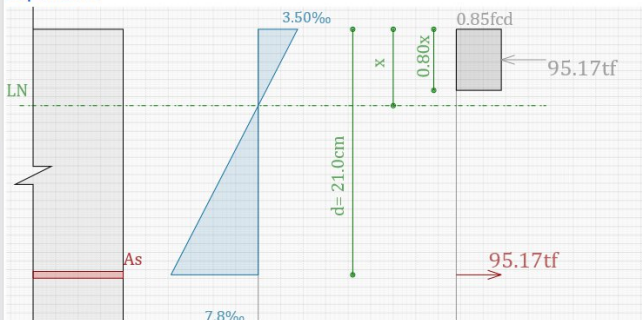 3.50‰
0.85fcd
x
0.80x
95.17tf
LN
d= 21.0cm
As
95.17tf
7.8‰